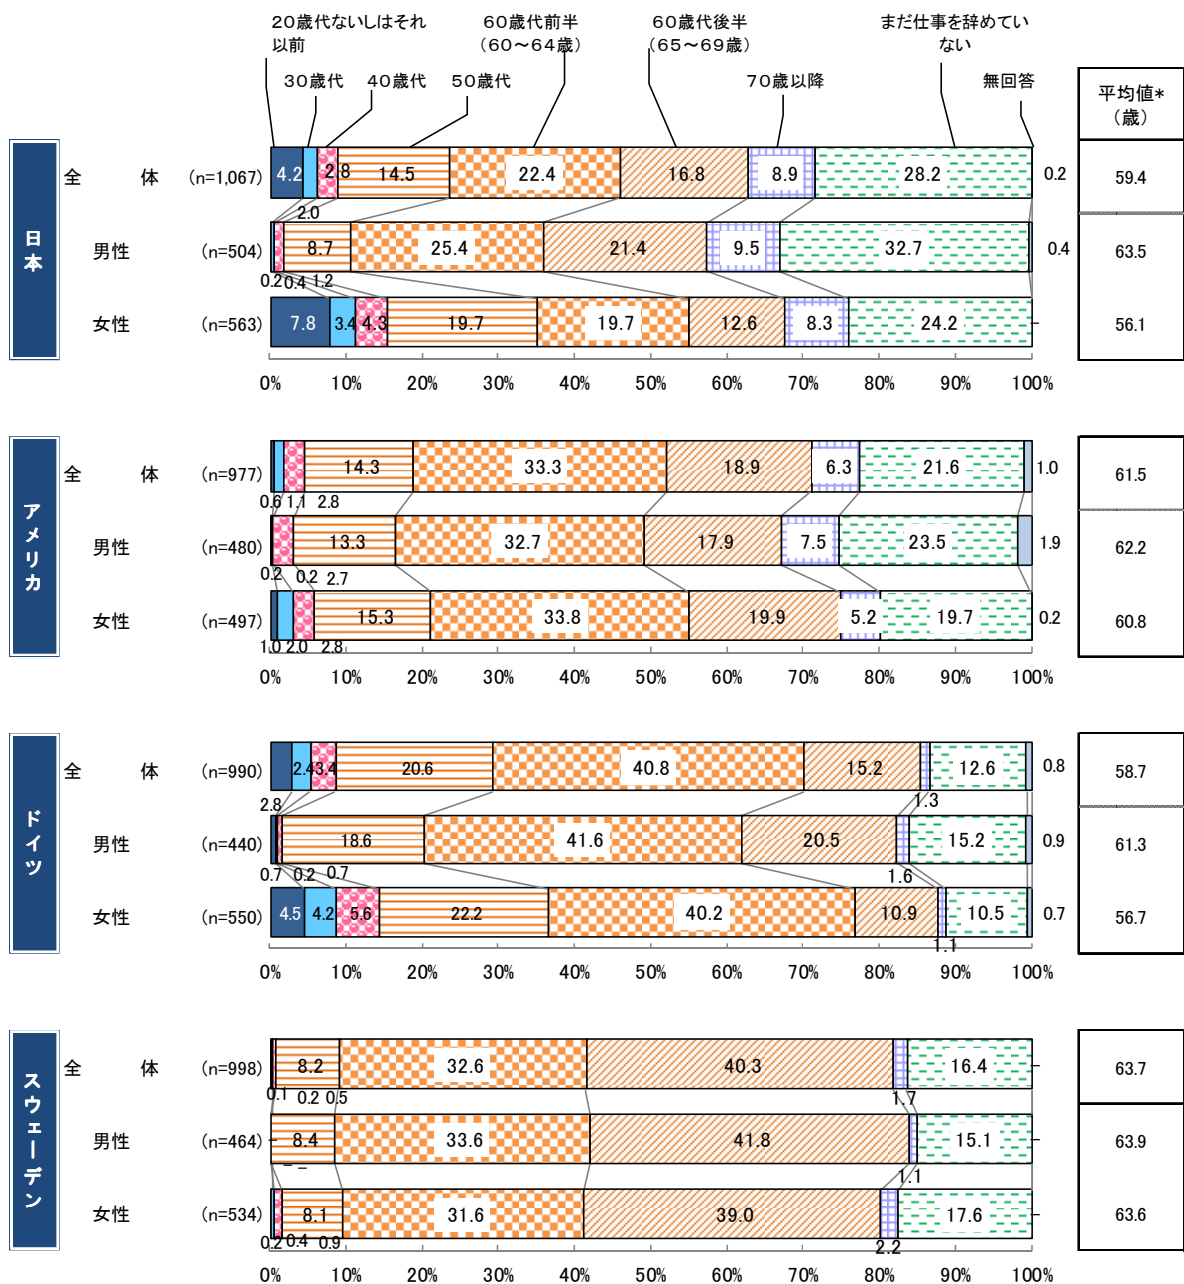 20歳代ないしはそれ
以前
30歳代
40歳代
50歳代
60歳代前半
(60~64歳)
60歳代後半
(65~69歳)
70歳以降
まだ仕事を辞めてい
ない
無回答
平均値*
(歳)
日本
全 体 (n=1,067) 4.2 2.8 14.5 22.4 16.8 8.9 28.2 0.2 59.4
2.0
男性 (n=504) 8.7 25.4 21.4 9.5 32.7 0.4 63.5
0.2 0.4 1.2
女性 (n=563) 7.8 3.4 4.3 19.7 19.7 12.6 8.3 24.2 - 56.1
0% 10% 20% 30% 40% 50% 60% 70% 80% 90% 100%
アメリカ
全 体 (n=977) 14.3 33.3 18.9 6.3 21.6 1.0 61.5
0.6 1.1 2.8
男性 (n=480) 13.3 32.7 17.9 7.5 23.5 1.9 62.2
0.2 0.2 2.7
女性 (n=497) 15.3 33.8 19.9 5.2 19.7 0.2 60.8
1.0 2.0 2.8
0% 10% 20% 30% 40% 50% 60% 70% 80% 90% 100%
ドイツ
全 体 (n=990) 2.4 3.4 20.6 40.8 15.2 12.6 0.8 58.7
2.8 1.3
男性 (n=440) 18.6 41.6 20.5 15.2 0.9 61.3
0.7 0.2 0.7 1.6
女性 (n=550) 4.5 4.2 5.6 22.2 40.2 10.9 10.5 0.7 56.7
1.1
0% 10% 20% 30% 40% 50% 60% 70% 80% 90% 100%
スウェーデン
全 体 (n=998) 8.2 32.6 40.3 16.4 - 63.7
0.1 0.2 0.5 1.7
男性 (n=464) - 8.4 33.6 41.8 15.1 - 63.9
- - 1.1
女性 (n=534) 8.1 31.6 39.0 17.6 - 63.6
0.2 0.4 0.9 2.2
0% 10% 20% 30% 40% 50% 60% 70% 80% 90% 100%